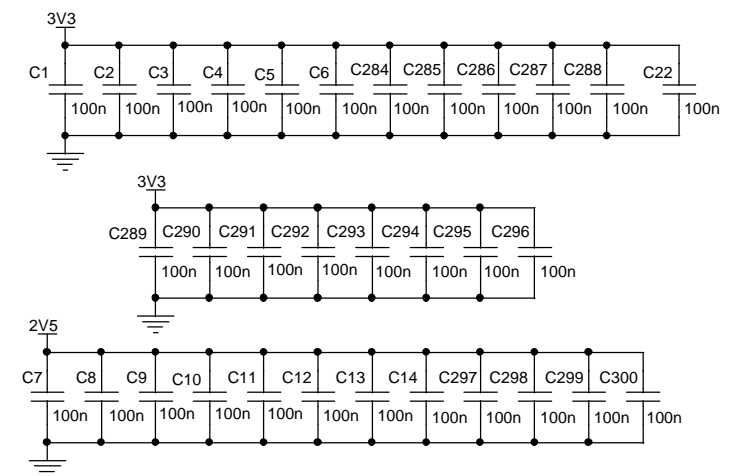 3V3
C1 C2 C3 C4 C5 C6 C284 C285 C286 C287 C288 C22
100n 100n 100n 100n 100n 100n 100n 100n 100n 100n 100n 100n
3V3
C289 C290 C291 C292 C293 C294 C295 C296
100n 100n 100n 100n 100n 100n 100n 100n
2V5
C7 C8 C9 C10 C11 C12 C13 C14 C297 C298 C299 C300
100n 100n 100n 100n 100n 100n 100n 100n 100n 100n 100n 100n